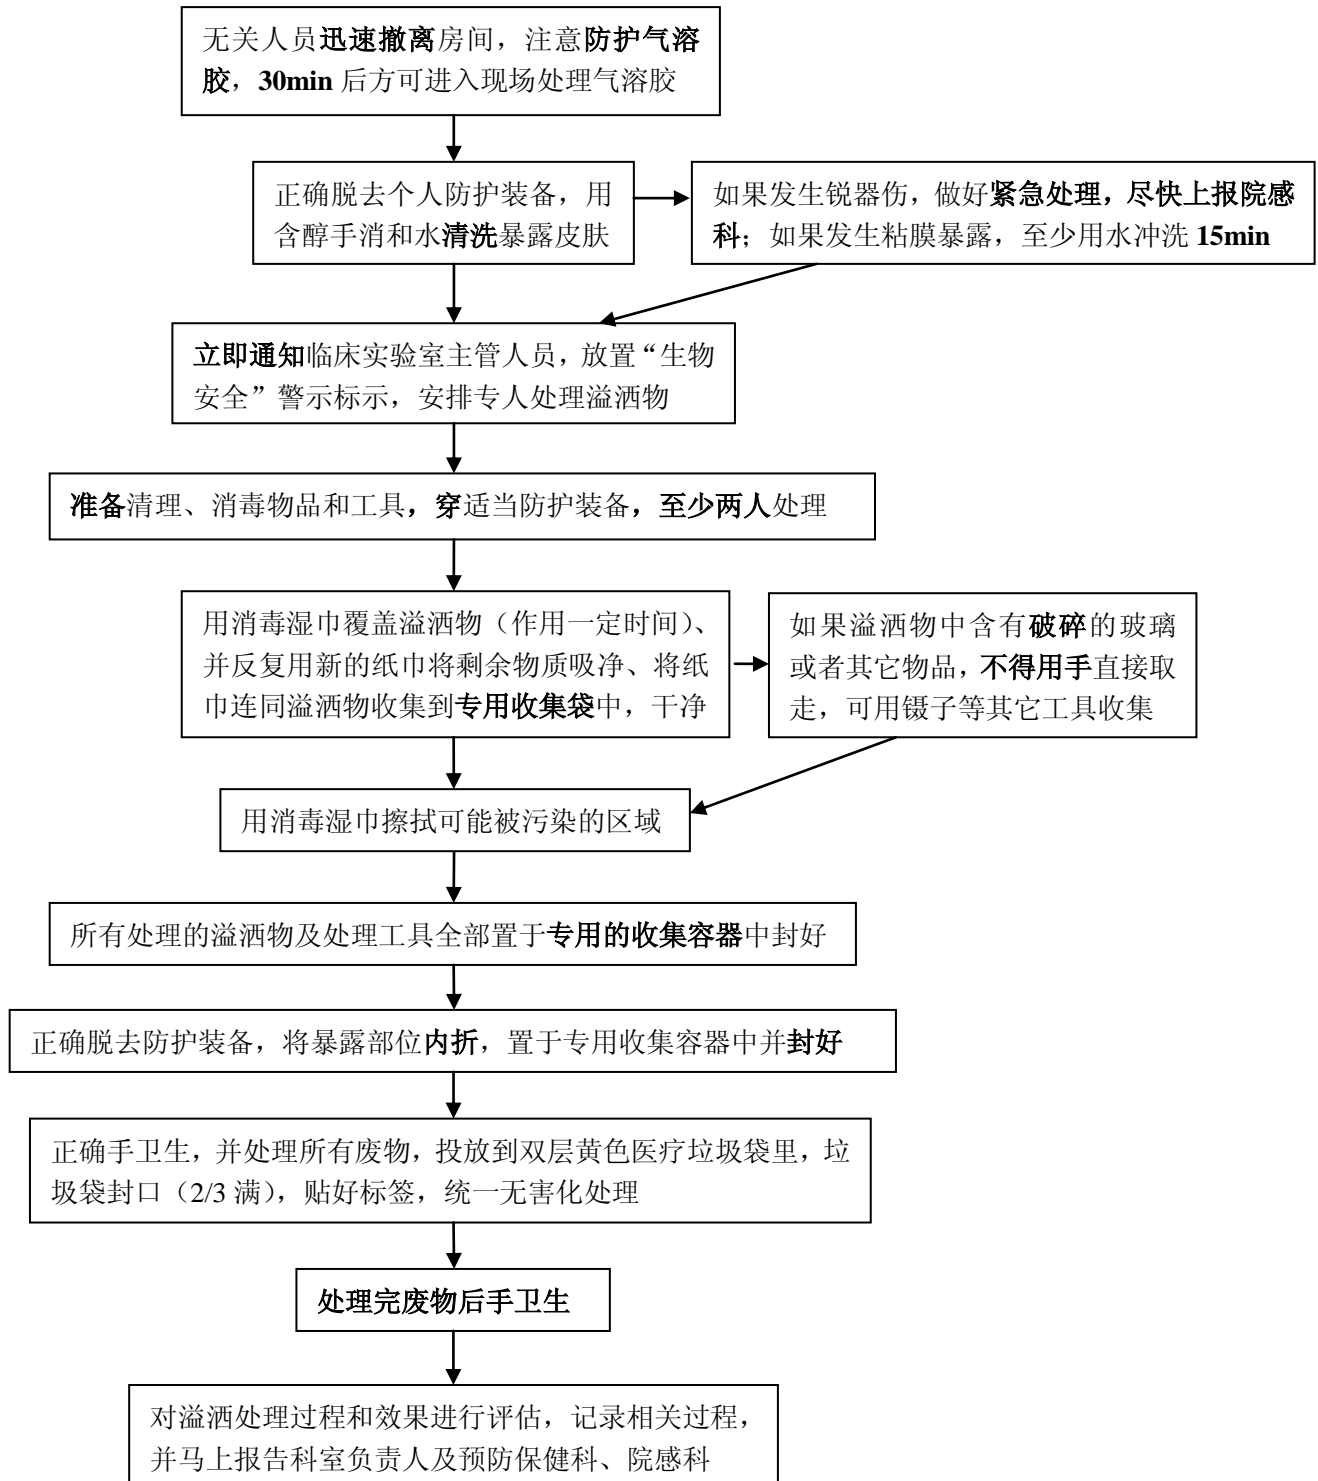 无关人员迅速撤离房间，注意防护气溶
胶，30min 后方可进入现场处理气溶胶
正确脱去个人防护装备，用
含醇手消和水清洗暴露皮肤
如果发生锐器伤，做好紧急处理，尽快上报院感
科；如果发生粘膜暴露，至少用水冲洗 15min
立即通知临床实验室主管人员，放置“生物
安全”警示标示，安排专人处理溢洒物
准备清理、消毒物品和工具，穿适当防护装备，至少两人处理
用消毒湿巾覆盖溢洒物（作用一定时间）、
并反复用新的纸巾将剩余物质吸净、将纸
巾连同溢洒物收集到专用收集袋中，干净
如果溢洒物中含有破碎的玻璃
或者其它物品，不得用手直接取
走，可用镊子等其它工具收集
用消毒湿巾擦拭可能被污染的区域
所有处理的溢洒物及处理工具全部置于专用的收集容器中封好
正确脱去防护装备，将暴露部位内折，置于专用收集容器中并封好
正确手卫生，并处理所有废物，投放到双层黄色医疗垃圾袋里，垃
圾袋封口（2/3 满），贴好标签，统一无害化处理
处理完废物后手卫生
对溢洒处理过程和效果进行评估，记录相关过程，
并马上报告科室负责人及预防保健科、院感科